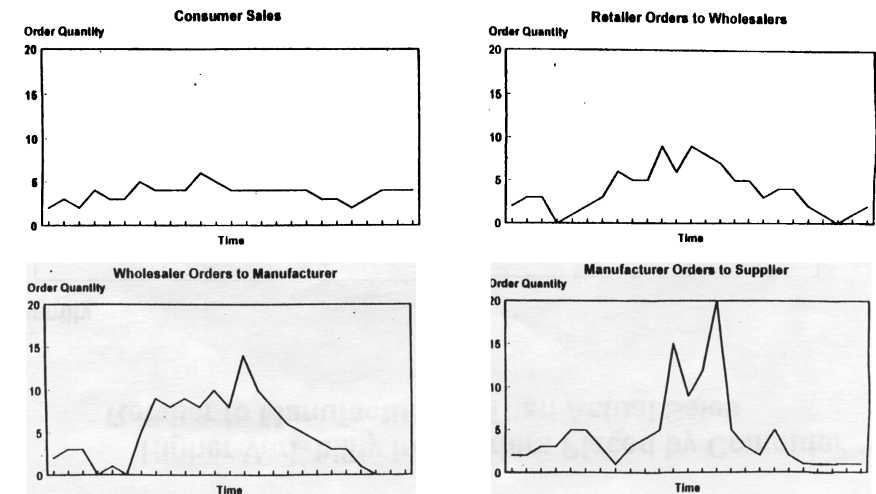 Consumer Sales
Order Quantity
20
15
10
5
0
Time
Retailer Orders to Wholesalers
Order Quantity
20
15
10
5
0
Time
Wholesaler Orders to Manufacturer
Order Quantity
20
15
10
5
0
Time
Manufacturer Orders to Supplier
Order Quantity
20
15
10
5
0
Time